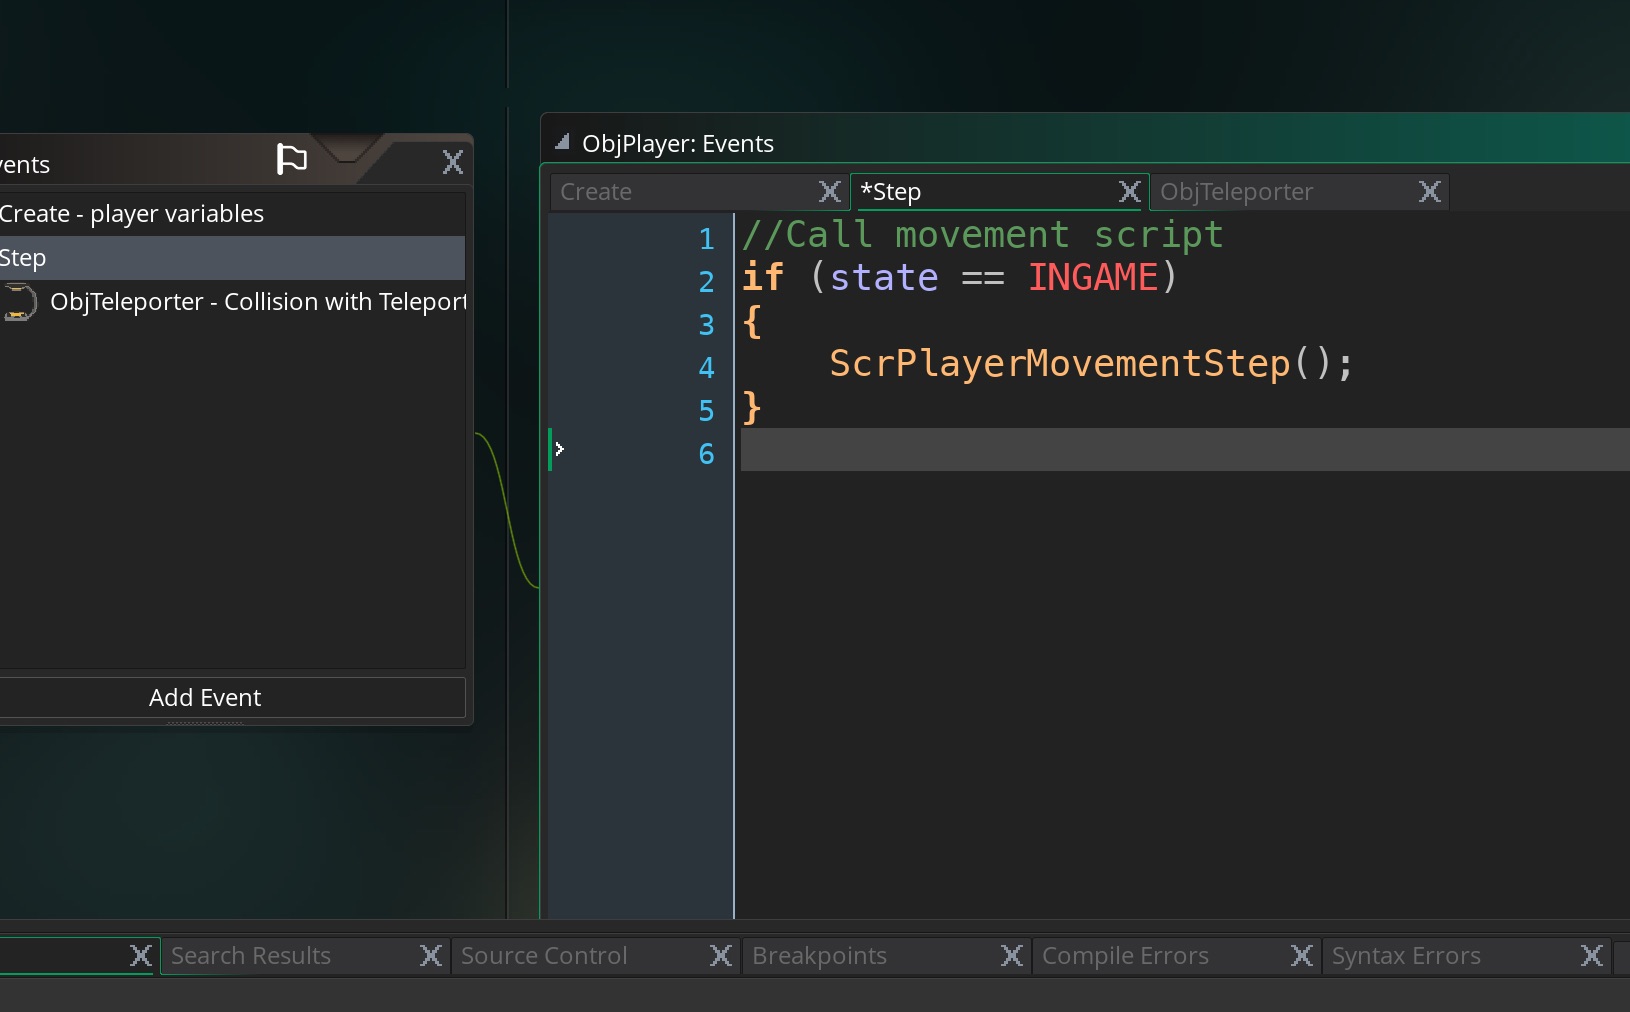 vents
Create - player variables
Step
ObjTeleporter - Collision with Teleport
Add Event
ObjPlayer: Events
Create
*Step
ObjTeleporter
1 //Call movement script
2 if (state == INGAME)
3 {
4 ScrPlayerMovementStep();
5 }
6
Search Results
Source Control
Breakpoints
Compile Errors
Syntax Errors